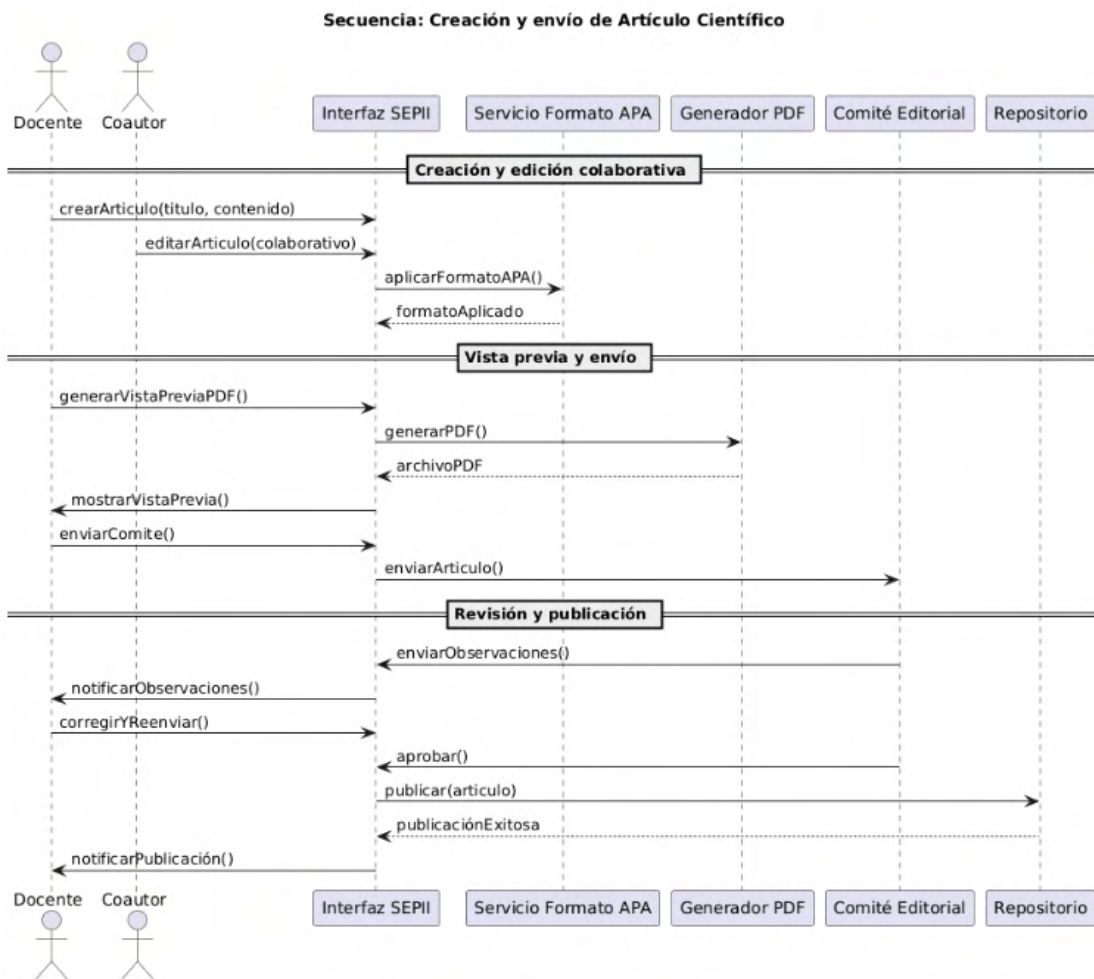 Secuencia: Creación y envío de Artículo Científico
Docente Coautor Interfaz SEPII Servicio Formato APA Generador PDF Comité Editorial Repositorio
Creación y edición colaborativa
crearArticulo(titulo, contenido)
editarArticulo(colaborativo)
aplicarFormatoAPA()
formatoAplicado
Vista previa y envío
generarVistaPreviaPDF()
generarPDF()
archivoPDF
mostrarVistaPrevia()
enviarComite()
enviarArticulo()
Revisión y publicación
enviarObservaciones()
notificarObservaciones()
corregirYReenviar()
aprobar()
publicar(articulo)
publicaciónExitosa
notificarPublicación()
Docente Coautor Interfaz SEPII Servicio Formato APA Generador PDF Comité Editorial Repositorio